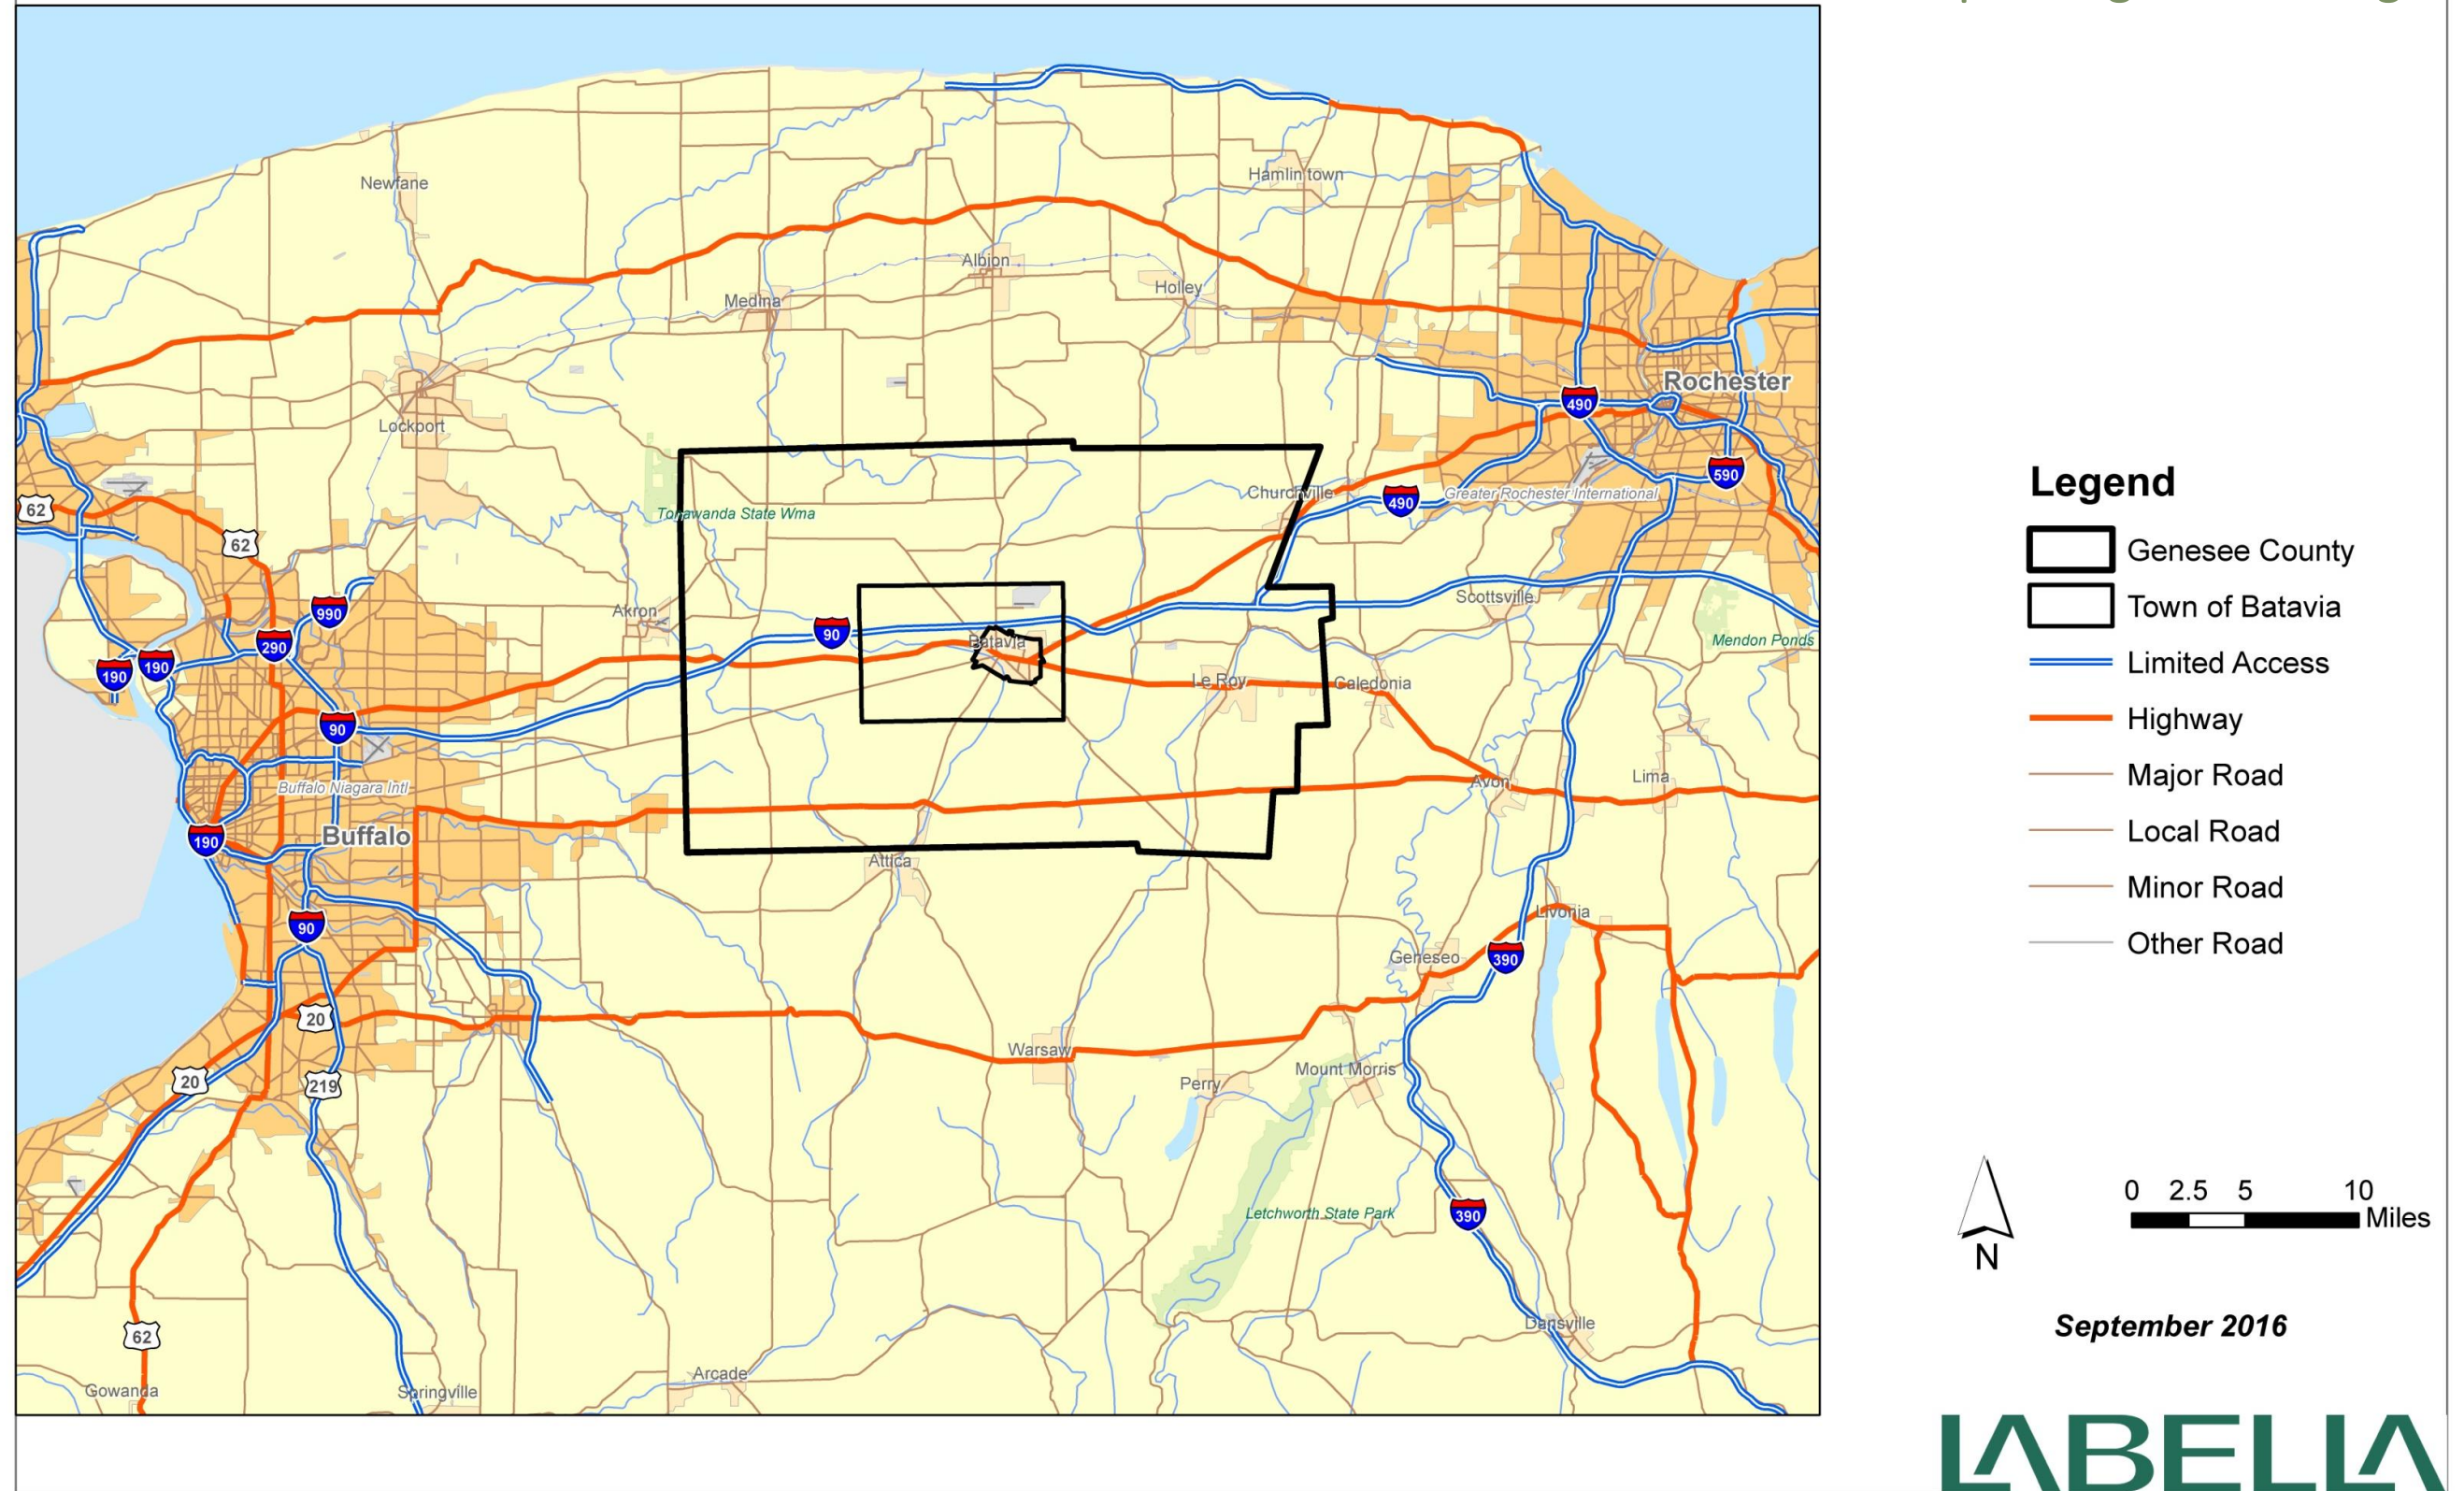 Newfane
Hamlin town
Albion
Holley
Medina
Rochester
490
Lockport
590
Churchville
490
Greater Rochester International
62
Tonawanda State Wma
62
990
Akron
Scottsville
90
290
Batavia
Mendon Ponds
190
190
Le Roy
Caledonia
90
Buffalo Niagara Intl
Avon
Lima
190
Buffalo
Attica
90
Livonia
Geneseo
390
20
Warsaw
Mount Morris
20
219
Perry
Letchworth State Park
390
62
Dansville
Arcade
Gowanda
Springville
Legend
Genesee County
Town of Batavia
Limited Access
Highway
Major Road
Local Road
Minor Road
Other Road
0 2.5 5 10
Miles
N
September 2016
LABELLA